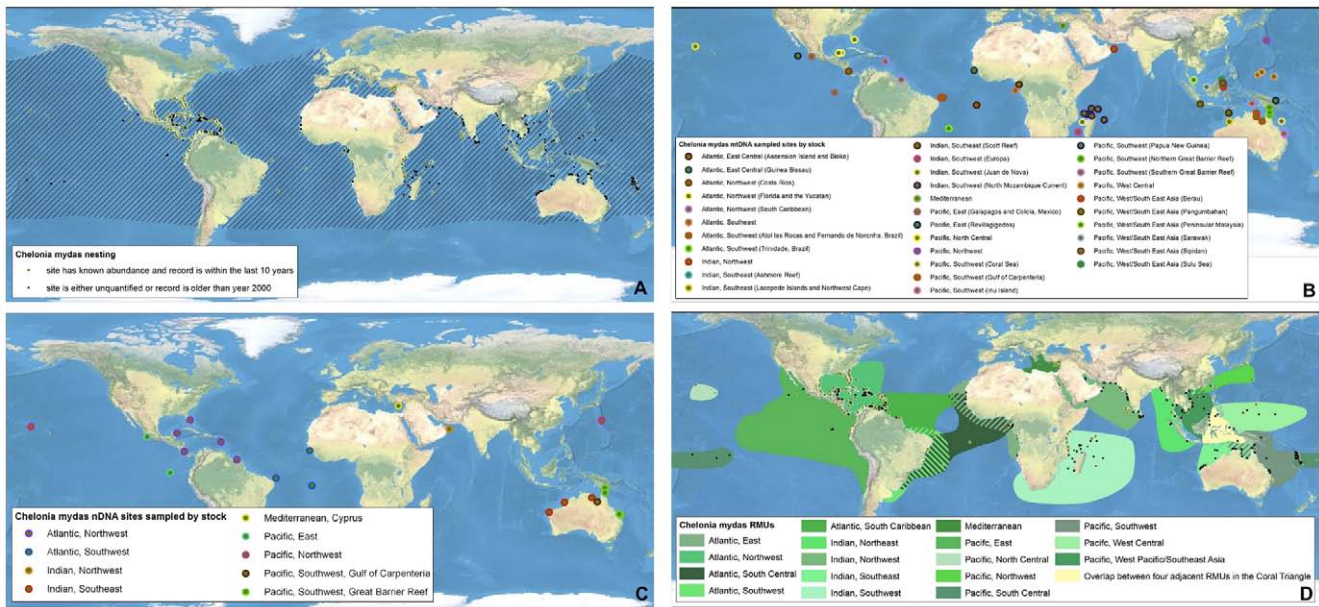 Chelonia mydas nesting
site has known abundance and record is within the last 10 years
site is either unquantified or record is older than year 2000
A
Chelonia mydas mtDNA sampled sites by stock
Atlantic, East Central (Ascension Island and Bioko)
Atlantic, East Central (Guinea Bissau)
Atlantic, Northwest (Costa Rica)
Atlantic, Northwest (Florida and the Yucatan)
Atlantic, Northwest (South Caribbean)
Atlantic, Southeast
Atlantic, Southwest (Atol las Rocas and Fernando de Noronha, Brazil)
Atlantic, Southwest (Trinidade, Brazil)
Indian, Northwest
Indian, Southeast (Ashmore Reef)
Indian, Southeast (Lacepede Islands and Northwest Cape)
Indian, Southeast (Scott Reef)
Indian, Southwest (Europa)
Indian, Southwest (Juan de Nova)
Indian, Southwest (North Mozambique Current)
Mediterranean
Pacific, East (Galapagos and Colola, Mexico)
Pacific, East (Revillagigedos)
Pacific, North Central
Pacific, Northwest
Pacific, Southwest (Coral Sea)
Pacific, Southwest (Gulf of Carpenteria)
Pacific, Southwest (Inu Island)
Pacific, Southwest (Papua New Guinea)
Pacific, Southwest (Northern Great Barrier Reef)
Pacific, Southwest (Southern Great Barrier Reef)
Pacific, West Central
Pacific, West/South East Asia (Berau)
Pacific, West/South East Asia (Pangumbahan)
Pacific, West/South East Asia (Peninsular Malaysia)
Pacific, West/South East Asia (Sarawak)
Pacific, West/South East Asia (Sipidan)
Pacific, West/South East Asia (Sulu Sea)
B
Chelonia mydas nDNA sites sampled by stock
Atlantic, Northwest
Atlantic, Southwest
Indian, Northwest
Indian, Southeast
Mediterranean, Cyprus
Pacific, East
Pacific, Northwest
Pacific, Southwest, Gulf of Carpenteria
Pacific, Southwest, Great Barrier Reef
C
Chelonia mydas RMUs
Atlantic, East
Atlantic, Northwest
Atlantic, South Central
Atlantic, Southwest
Atlantic, South Caribbean
Indian, Northeast
Indian, Northwest
Indian, Southeast
Indian, Southwest
Mediterranean
Pacific, East
Pacific, North Central
Pacific, Northwest
Pacific, South Central
Pacific, Southwest
Pacifc, West Central
Pacific, West Pacific/Southeast Asia
Overlap between four adjacent RMUs in the Coral Triangle
D